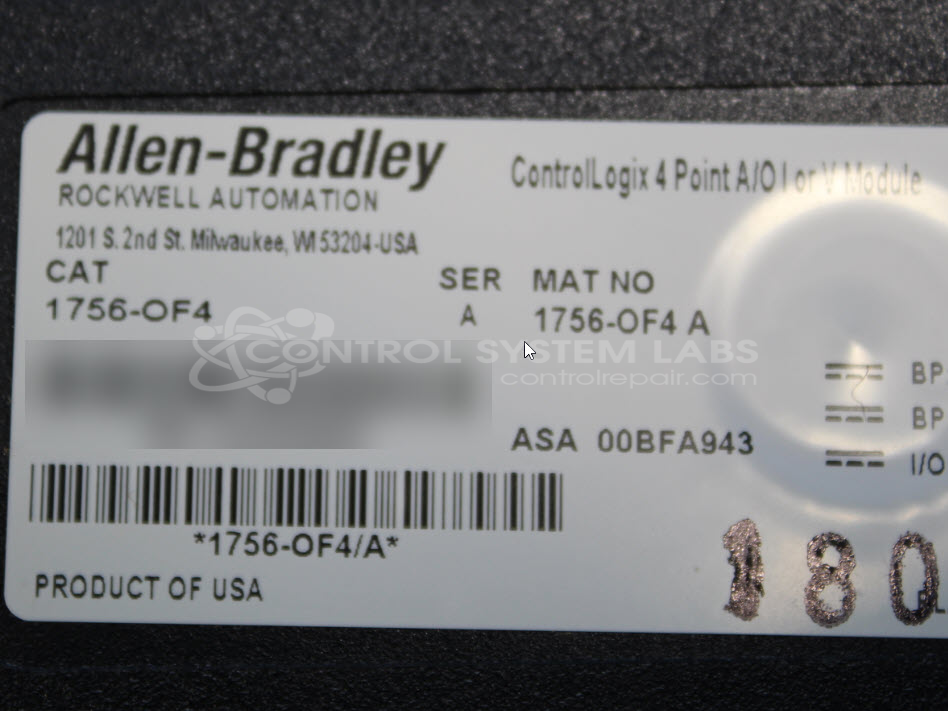 Allen-Bradley
ROCKWELL AUTOMATION
1201 S. 2nd St. Milwaukee, WI 53204-USA
ControlLogix 4 Point A/O I or V Module
CAT
1756-OF4
SER
A
MAT NO
1756-OF4 A
CONTROL SYSTEM LABS
controlrepair.com
BP
BP
I/O
ASA 00BFA943
*1756-OF4/A*
PRODUCT OF USA
180